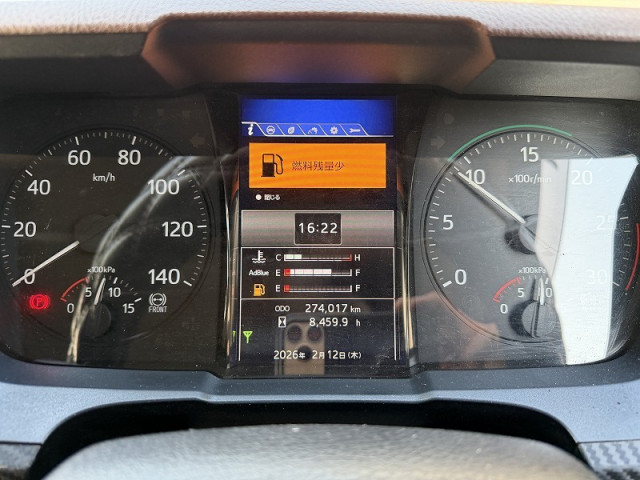 燃料残量少
閉じる
16:22
C H
AdBlue E F
E F
ODO 274,017 km
8,459.9 h
2026年 2月12日(木)
0 20 40 60 80 100 120 140
km/h
×100kPa
0 5 10 15
FRONT
P
0 5 10 15 20 25 30
×100r/min
×100kPa
0 5 10